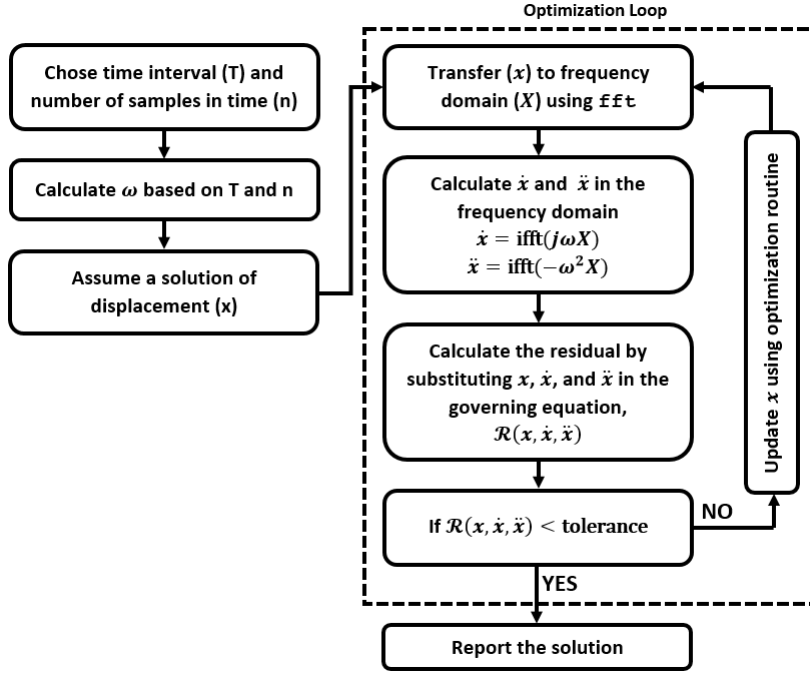 Optimization Loop
Chose time interval (T) and
number of samples in time (n)
Calculate ω based on T and n
Assume a solution of
displacement (x)
Transfer (x) to frequency
domain (X) using fft
Calculate ẋ and ẍ in the
frequency domain
ẋ = ifft(jωX)
ẍ = ifft(−ω²X)
Calculate the residual by
substituting x, ẋ, and ẍ in the
governing equation,
ℛ(x, ẋ, ẍ)
If ℛ(x, ẋ, ẍ) < tolerance
NO
Update x using optimization routine
YES
Report the solution